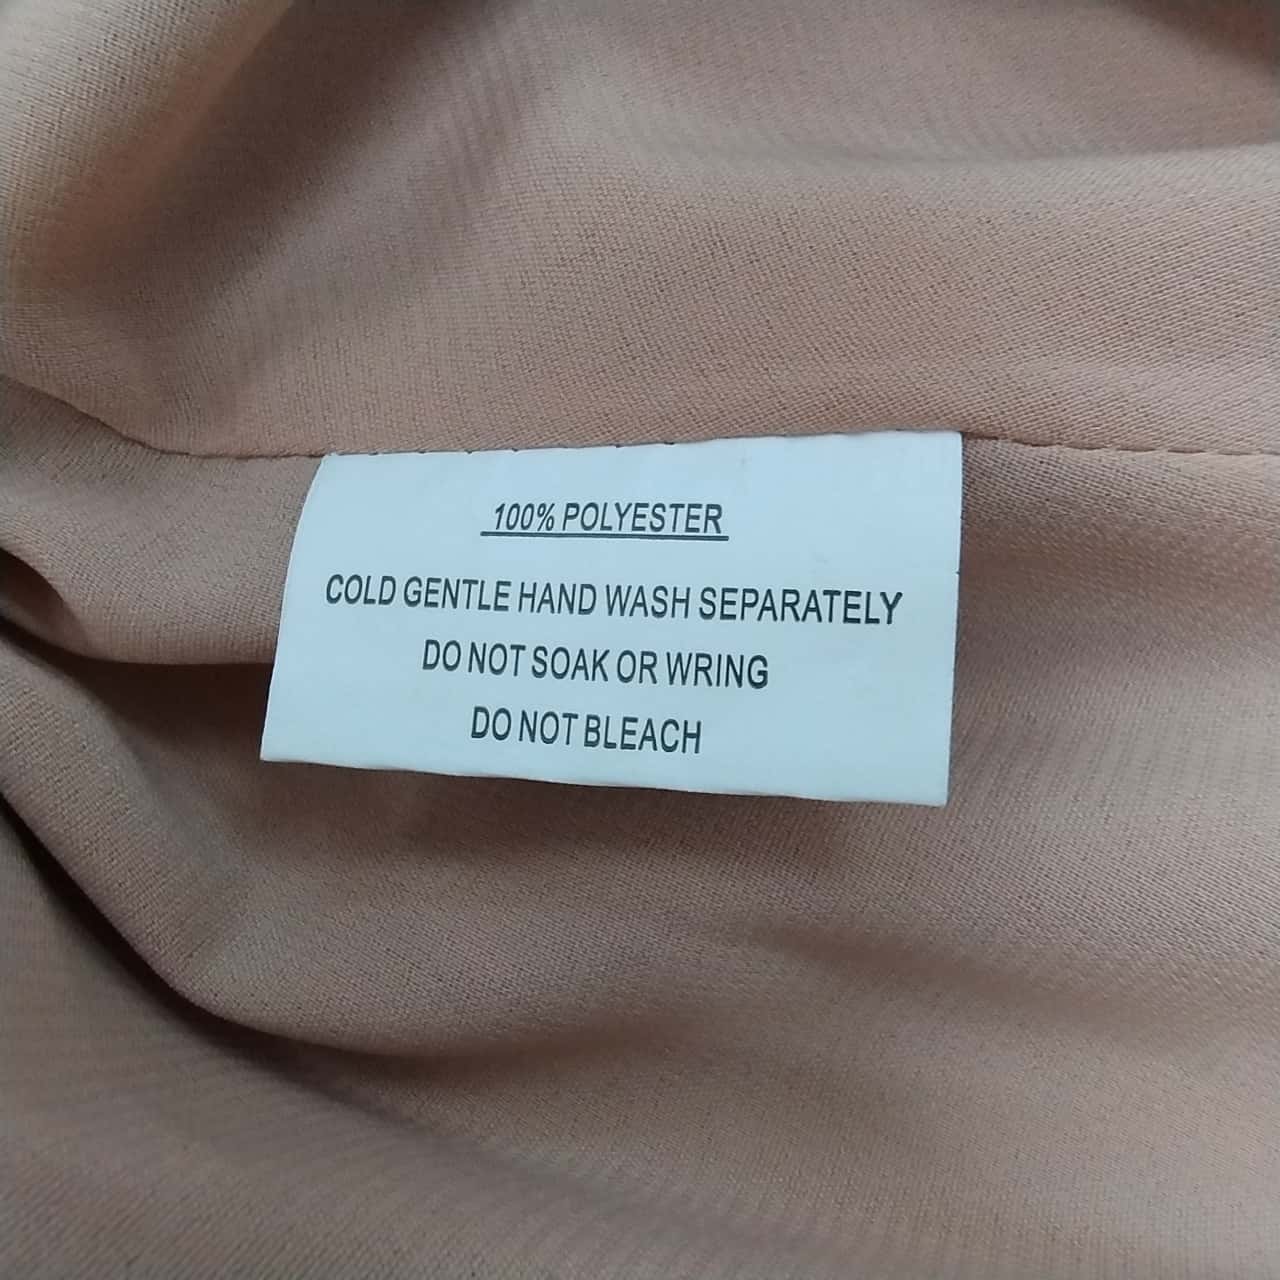 100% POLYESTER
COLD GENTLE HAND WASH SEPARATELY
DO NOT SOAK OR WRING
DO NOT BLEACH